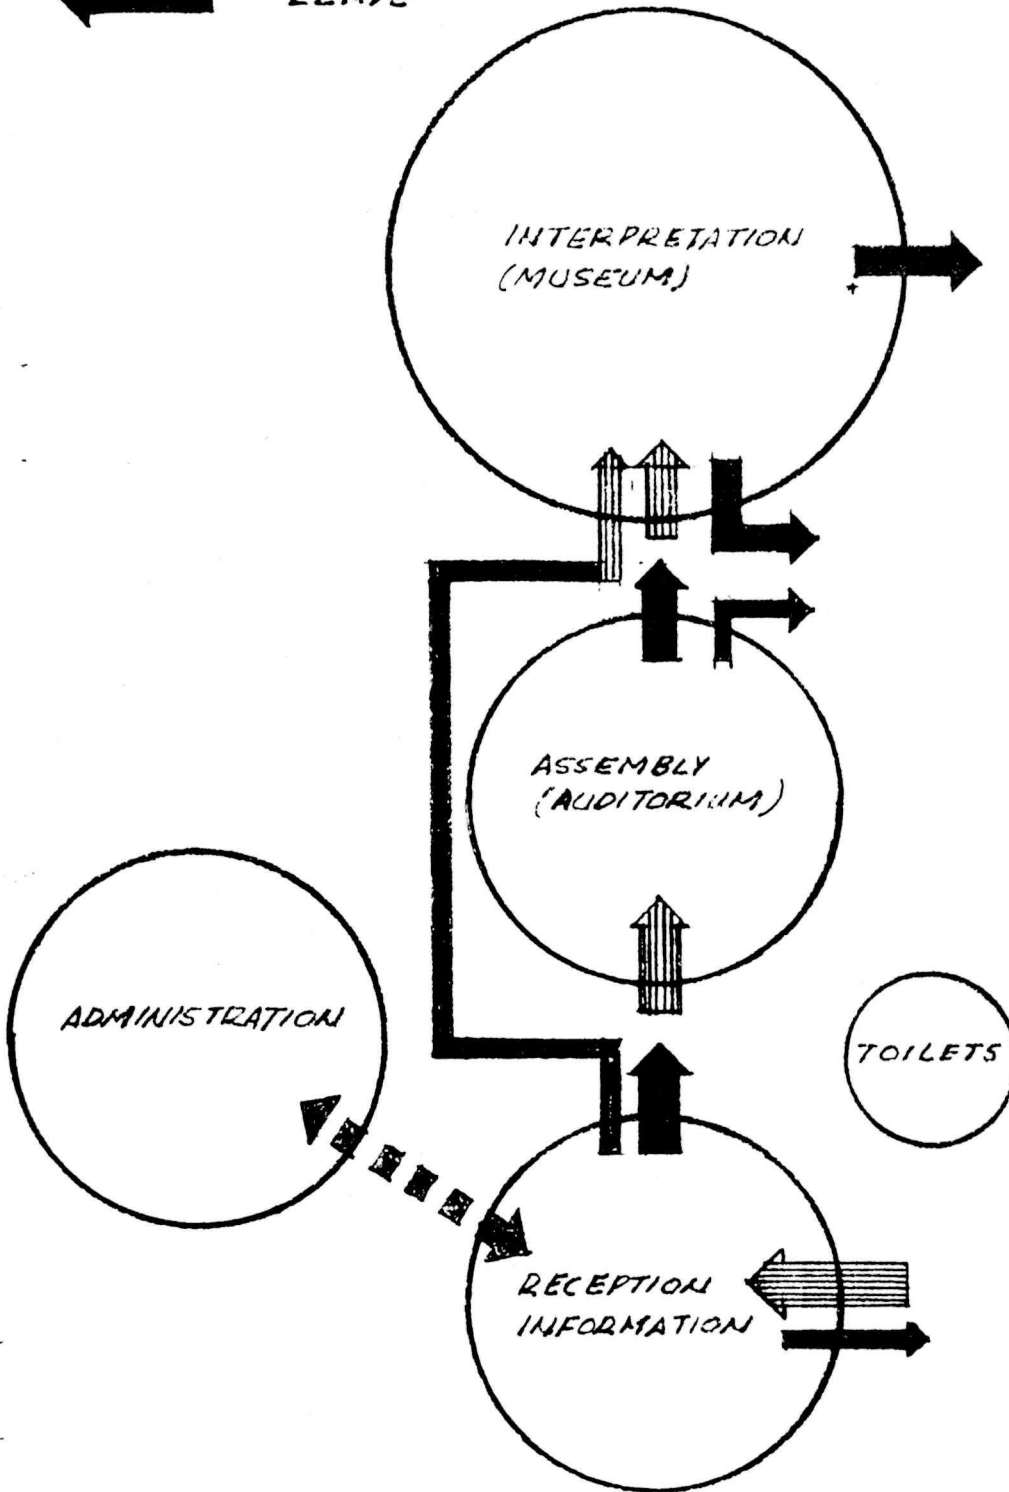 INTERPRETATION
(MUSEUM)
*
ASSEMBLY
(AUDITORIUM)
ADMINISTRATION
TOILETS
RECEPTION
INFORMATION